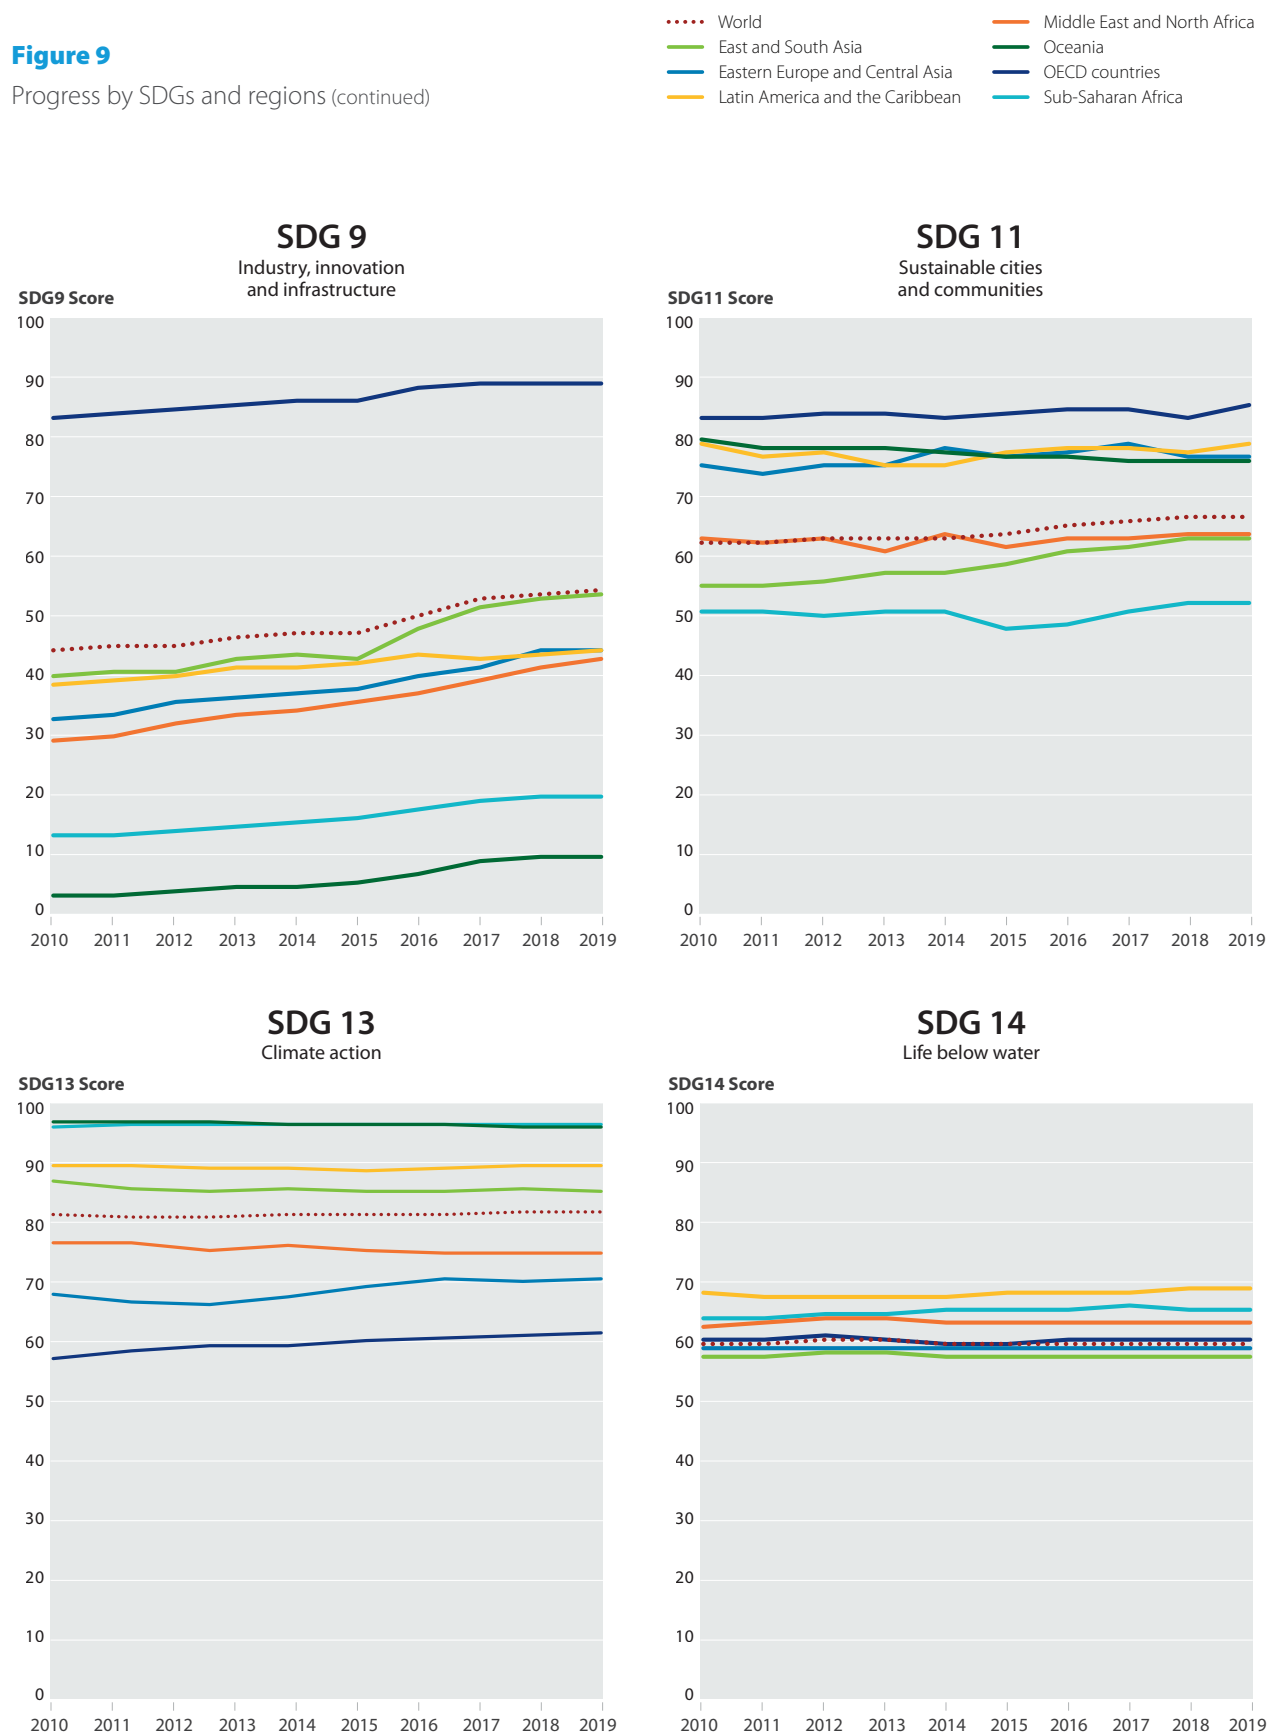 Figure 9
Progress by SDGs and regions (continued)
World
East and South Asia
Eastern Europe and Central Asia
Latin America and the Caribbean
Middle East and North Africa
Oceania
OECD countries
Sub-Saharan Africa
SDG 9
Industry, innovation
and infrastructure
SDG9 Score
100
90
80
70
60
50
40
30
20
10
0
2010 2011 2012 2013 2014 2015 2016 2017 2018 2019
SDG 11
Sustainable cities
and communities
SDG11 Score
100
90
80
70
60
50
40
30
20
10
0
2010 2011 2012 2013 2014 2015 2016 2017 2018 2019
SDG 13
Climate action
SDG13 Score
100
90
80
70
60
50
40
30
20
10
0
2010 2011 2012 2013 2014 2015 2016 2017 2018 2019
SDG 14
Life below water
SDG14 Score
100
90
80
70
60
50
40
30
20
10
0
2010 2011 2012 2013 2014 2015 2016 2017 2018 2019